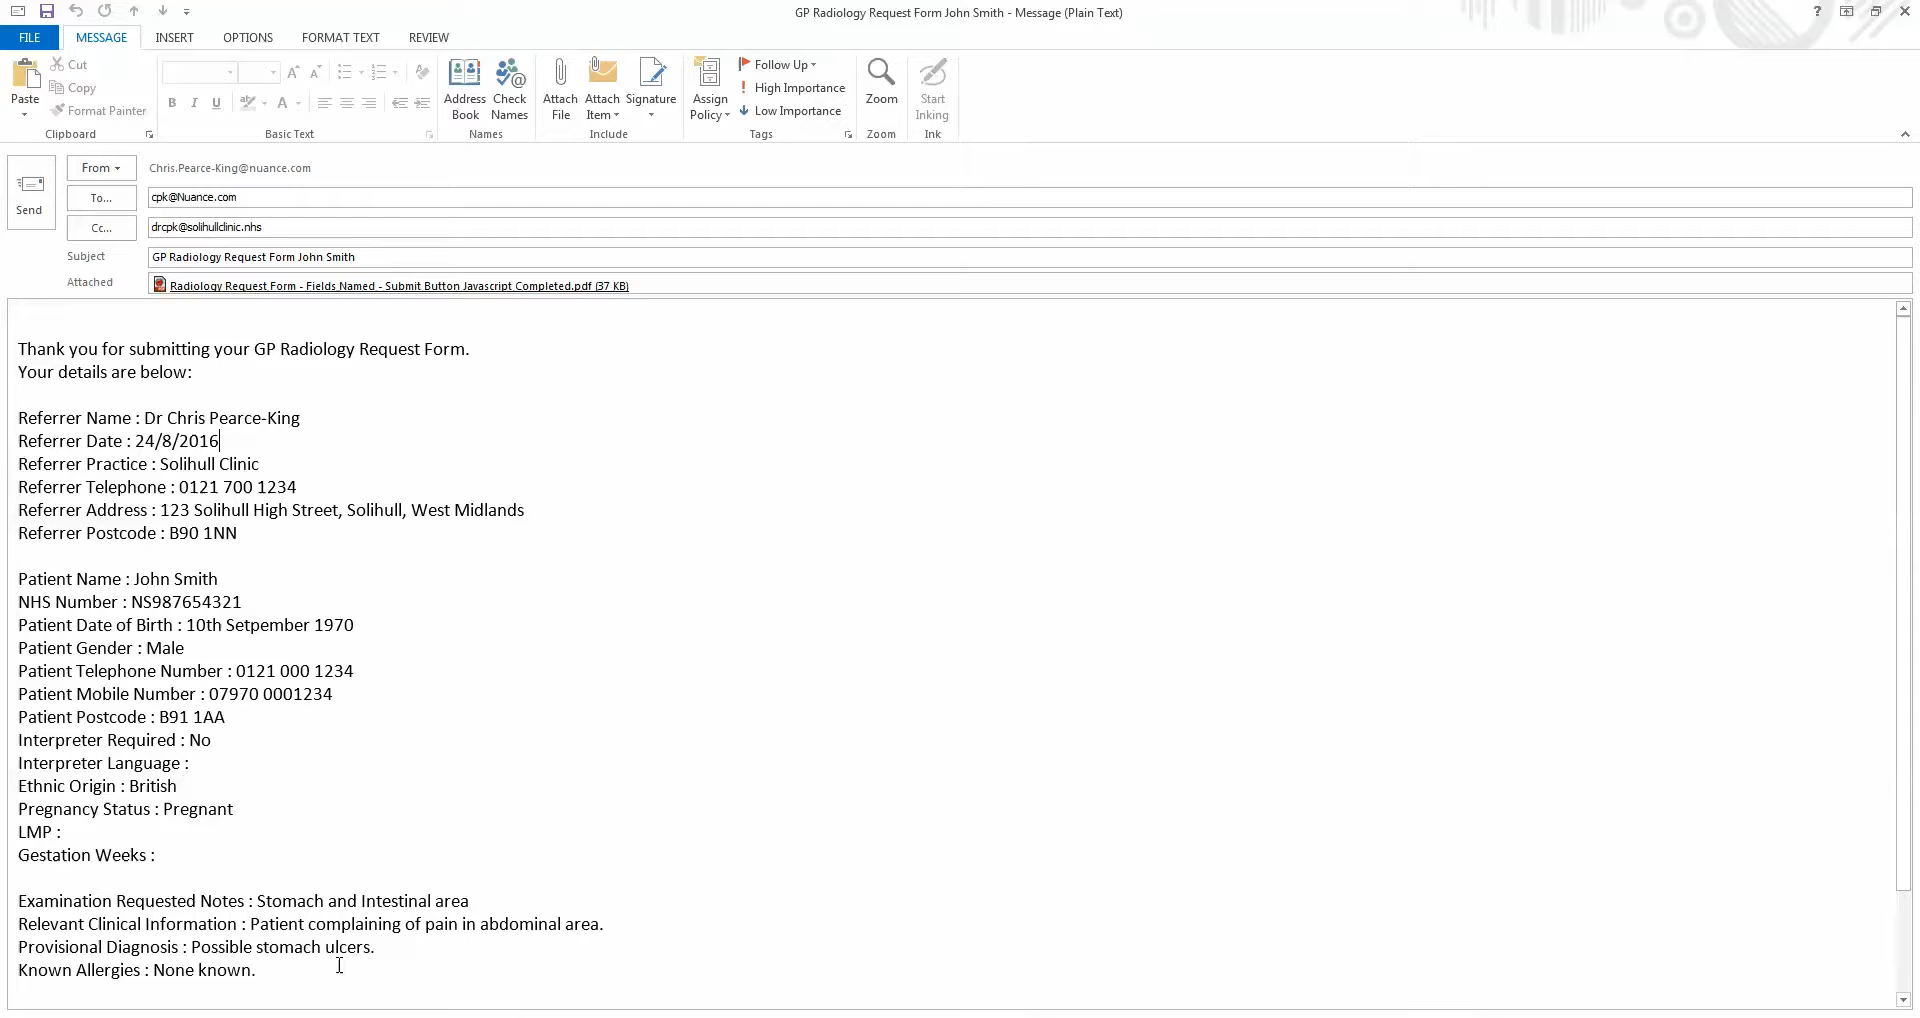 GP Radiology Request Form John Smith - Message (Plain Text)
?
FILE MESSAGE INSERT OPTIONS FORMAT TEXT REVIEW
Paste
Cut
Copy
Format Painter
Clipboard
B I U
A A
A
Basic Text
Address Book
Check Names
Names
Attach File
Attach Item
Signature
Include
Assign Policy
Follow Up
High Importance
Low Importance
Tags
Zoom
Zoom
Start Inking
Ink
Send
From Chris.Pearce-King@nuance.com
To... cpk@Nuance.com
Cc... drcpk@solihullclinic.nhs
Subject GP Radiology Request Form John Smith
Attached Radiology Request Form - Fields Named - Submit Button Javascript Completed.pdf (37 KB)
Thank you for submitting your GP Radiology Request Form.
Your details are below:
Referrer Name : Dr Chris Pearce-King
Referrer Date : 24/8/2016
Referrer Practice : Solihull Clinic
Referrer Telephone : 0121 700 1234
Referrer Address : 123 Solihull High Street, Solihull, West Midlands
Referrer Postcode : B90 1NN
Patient Name : John Smith
NHS Number : NS987654321
Patient Date of Birth : 10th Setpember 1970
Patient Gender : Male
Patient Telephone Number : 0121 000 1234
Patient Mobile Number : 07970 0001234
Patient Postcode : B91 1AA
Interpreter Required : No
Interpreter Language :
Ethnic Origin : British
Pregnancy Status : Pregnant
LMP :
Gestation Weeks :
Examination Requested Notes : Stomach and Intestinal area
Relevant Clinical Information : Patient complaining of pain in abdominal area.
Provisional Diagnosis : Possible stomach ulcers.
Known Allergies : None known.